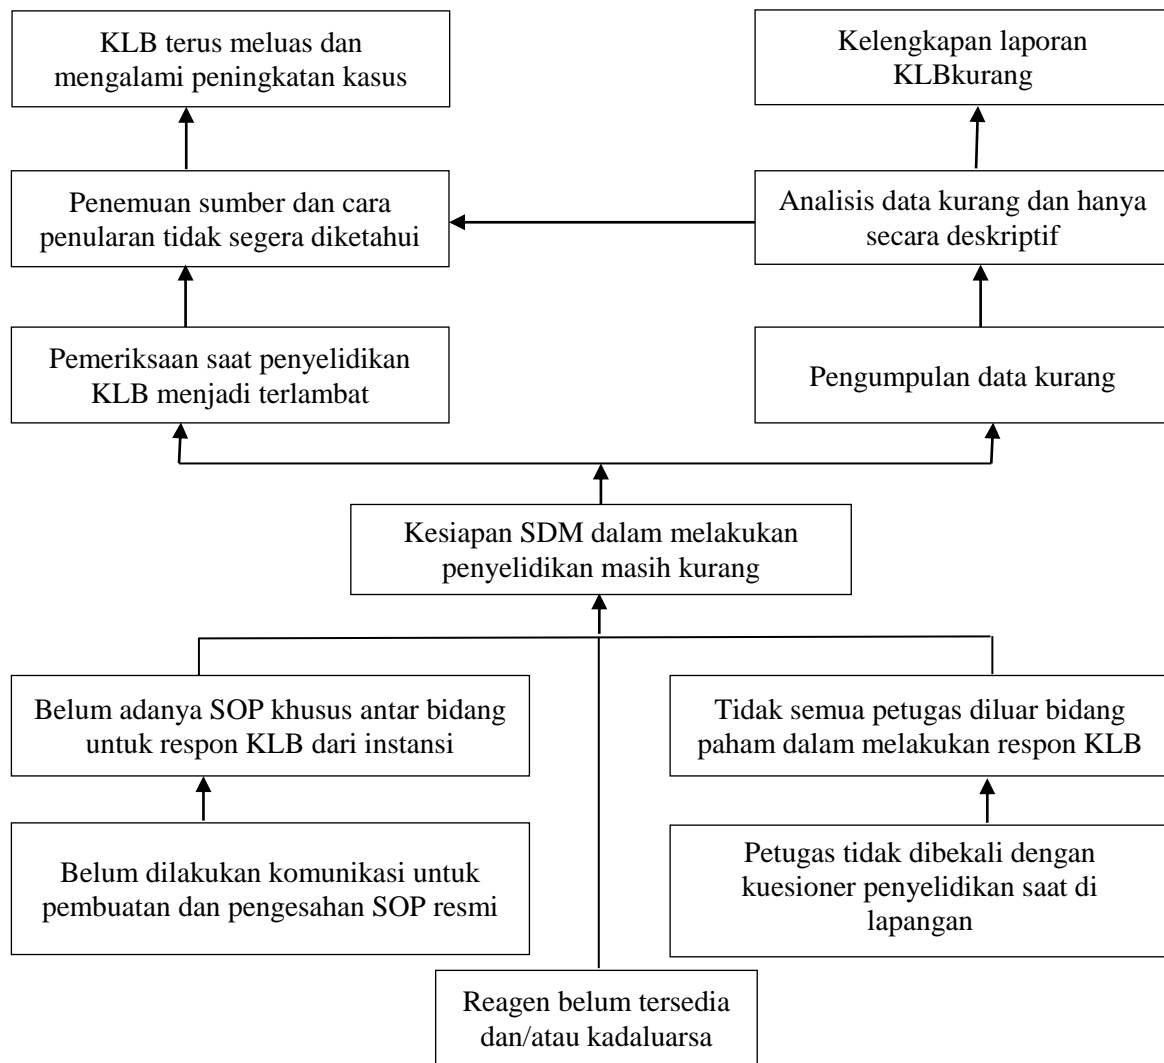 KLB terus meluas dan
mengalami peningkatan kasus
Kelengkapan laporan
KLBkurang
Penemuan sumber dan cara
penularan tidak segera diketahui
Analisis data kurang dan hanya
secara deskriptif
Pemeriksaan saat penyelidikan
KLB menjadi terlambat
Pengumpulan data kurang
Kesiapan SDM dalam melakukan
penyelidikan masih kurang
Belum adanya SOP khusus antar bidang
untuk respon KLB dari instansi
Tidak semua petugas diluar bidang
paham dalam melakukan respon KLB
Belum dilakukan komunikasi untuk
pembuatan dan pengesahan SOP resmi
Petugas tidak dibekali dengan
kuesioner penyelidikan saat di
lapangan
Reagen belum tersedia
dan/atau kadaluarsa